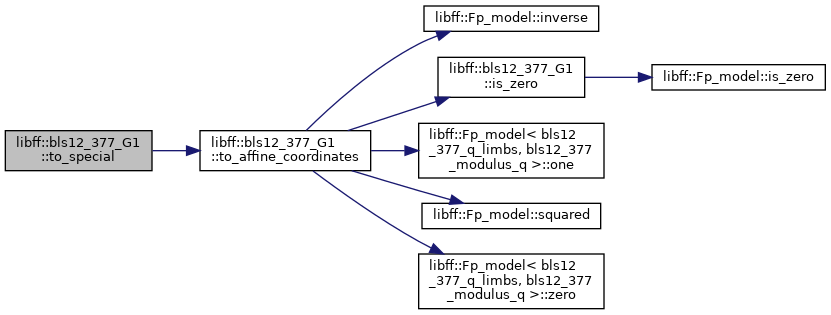 libff::bls12_377_G1
::to_special
libff::bls12_377_G1
::to_affine_coordinates
libff::Fp_model::inverse
libff::bls12_377_G1
::is_zero
libff::Fp_model::is_zero
libff::Fp_model< bls12
_377_q_limbs, bls12_377
_modulus_q >::one
libff::Fp_model::squared
libff::Fp_model< bls12
_377_q_limbs, bls12_377
_modulus_q >::zero